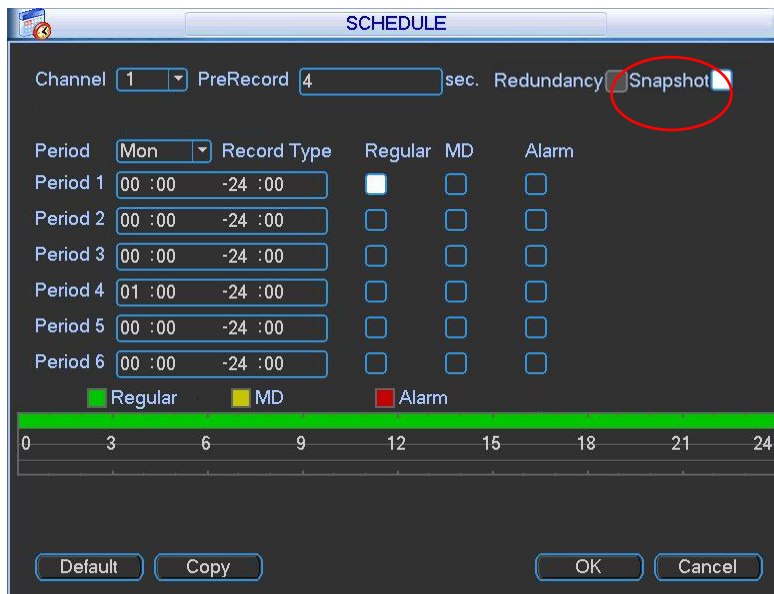 SCHEDULE
Channel 1 PreRecord 4 sec. Redundancy Snapshot
Period Mon Record Type Regular MD Alarm
Period 1 00 :00 -24 :00
Period 2 00 :00 -24 :00
Period 3 00 :00 -24 :00
Period 4 01 :00 -24 :00
Period 5 00 :00 -24 :00
Period 6 00 :00 -24 :00
Regular MD Alarm
0 3 6 9 12 15 18 21 24
Default Copy OK Cancel